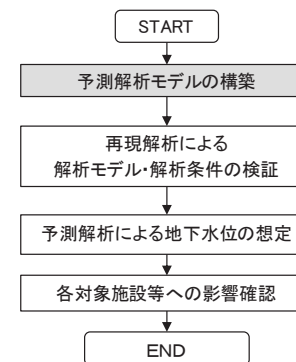 START
予測解析モデルの構築
再現解析による
解析モデル・解析条件の検証
予測解析による地下水位の想定
各対象施設等への影響確認
END